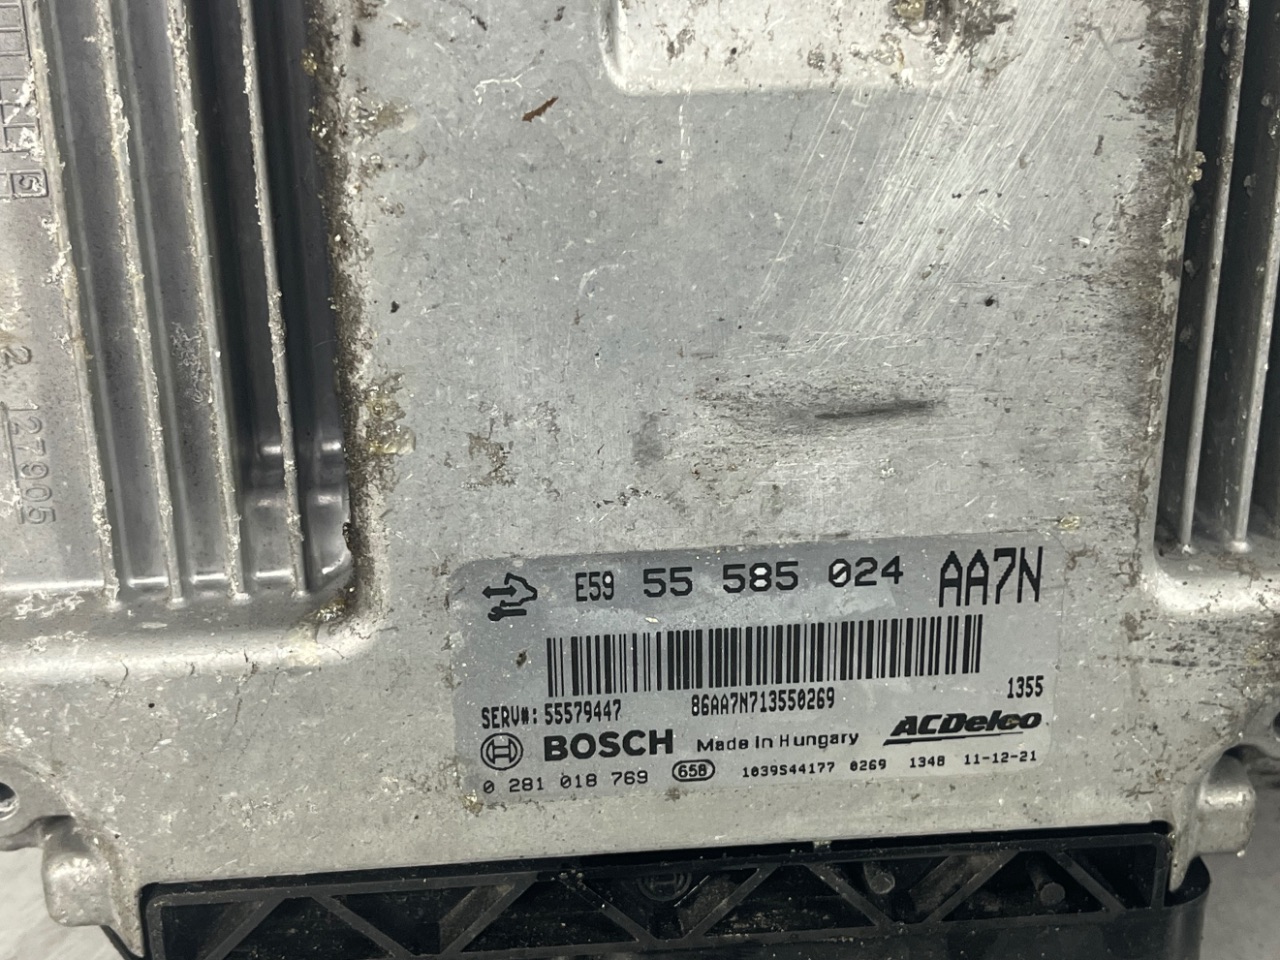 E59 55 585 024 AA7N
86AA7N713550269
1355
SERV#: 55579447
BOSCH Made in Hungary ACDelco
0 281 018 769 658 1039S44177 0269 1348 11-12-21
2 127905